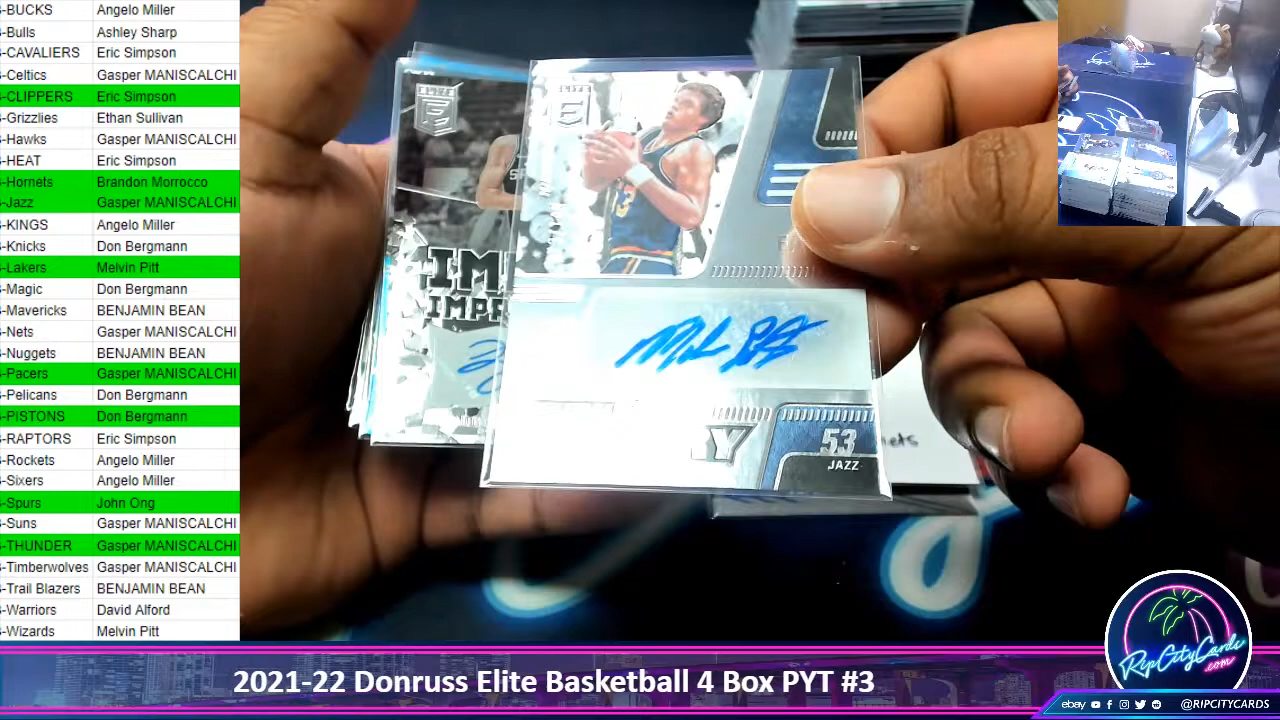 -BUCKS Angelo Miller
-Bulls Ashley Sharp
-CAVALIERS Eric Simpson
-Celtics Gasper MANISCALCHI
-CLIPPERS Eric Simpson
-Grizzlies Ethan Sullivan
-Hawks Gasper MANISCALCHI
-HEAT Eric Simpson
-Hornets Brandon Morrocco
-Jazz Gasper MANISCALCHI
-KINGS Angelo Miller
-Knicks Don Bergmann
-Lakers Melvin Pitt
-Magic Don Bergmann
-Mavericks BENJAMIN BEAN
-Nets Gasper MANISCALCHI
-Nuggets BENJAMIN BEAN
-Pacers Gasper MANISCALCHI
-Pelicans Don Bergmann
-PISTONS Don Bergmann
-RAPTORS Eric Simpson
-Rockets Angelo Miller
-Sixers Angelo Miller
-Spurs John Ong
-Suns Gasper MANISCALCHI
-THUNDER Gasper MANISCALCHI
-Timberwolves Gasper MANISCALCHI
-Trail Blazers BENJAMIN BEAN
-Warriors David Alford
-Wizards Melvin Pitt
ELITE
E
ELITE
E
IM
IMPR
53
JAZZ
2021-22 Donruss Elite Basketball 4 Box PYT #3
RipCityCards
.com
ebay @RIPCITYCARDS